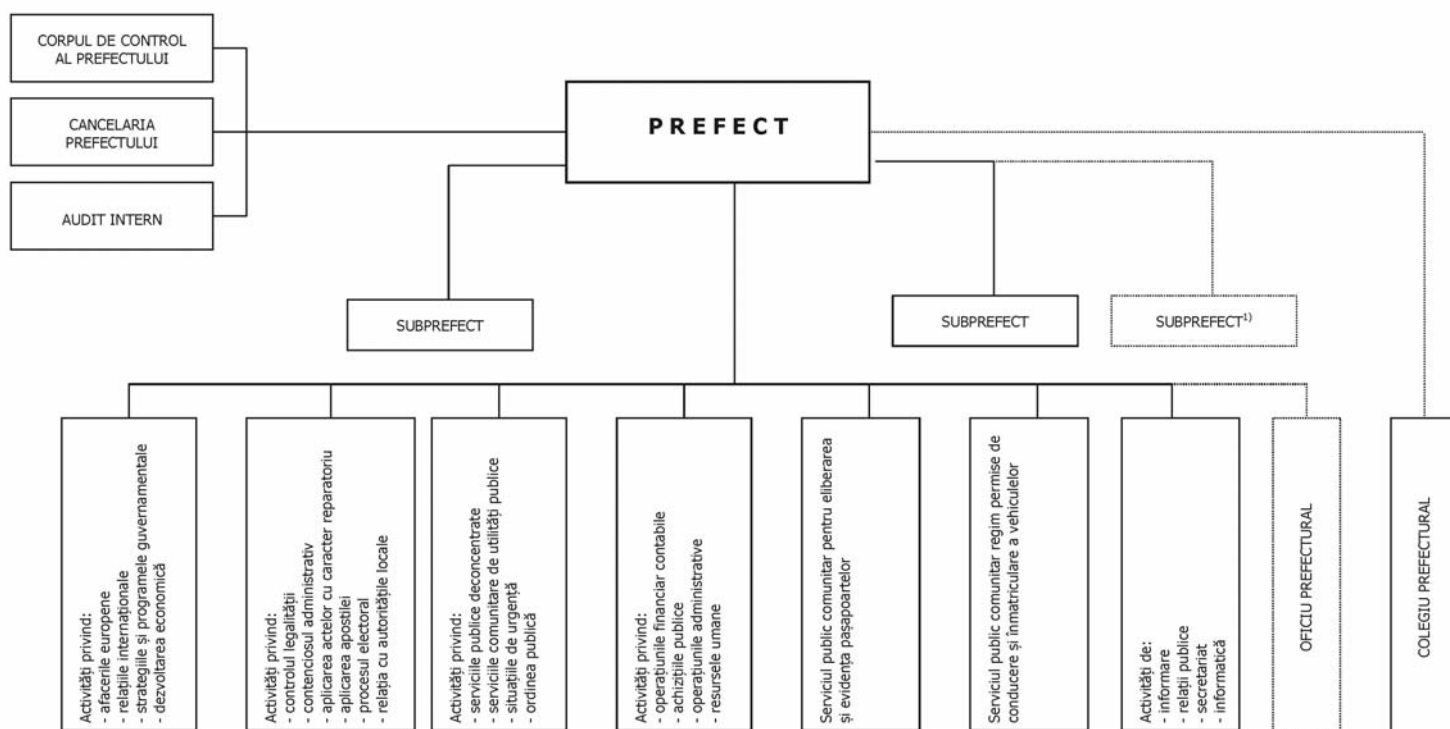 CORPUL DE CONTROL
AL PREFECTULUI
CANCELARIA
PREFECTULUI
AUDIT INTERN
PREFECT
SUBPREFECT
SUBPREFECT
SUBPREFECT1)
Activități privind:
- afacerile europene
- relațiile internaționale
- strategiile și programele guvernamentale
- dezvoltarea economică
Activități privind:
- controlul legalității
- contenciosul administrativ
- aplicarea actelor cu caracter reparatoriu
- aplicarea apostilei
- procesul electoral
- relația cu autoritățile locale
Activități privind:
- serviciile publice deconcentrate
- serviciile comunitare de utilități publice
- situațiile de urgență
- ordinea publică
Activități privind:
- operațiunile financiar contabile
- achizițiile publice
- operațiunile administrative
- resursele umane
Serviciul public comunitar pentru eliberarea
și evidența pașapoartelor
Serviciul public comunitar regim permise de
conducere și înmatriculare a vehiculelor
Activități de:
- informare
- relații publice
- secretariat
- informatică
OFICIU PREFECTURAL
COLEGIU PREFECTURAL